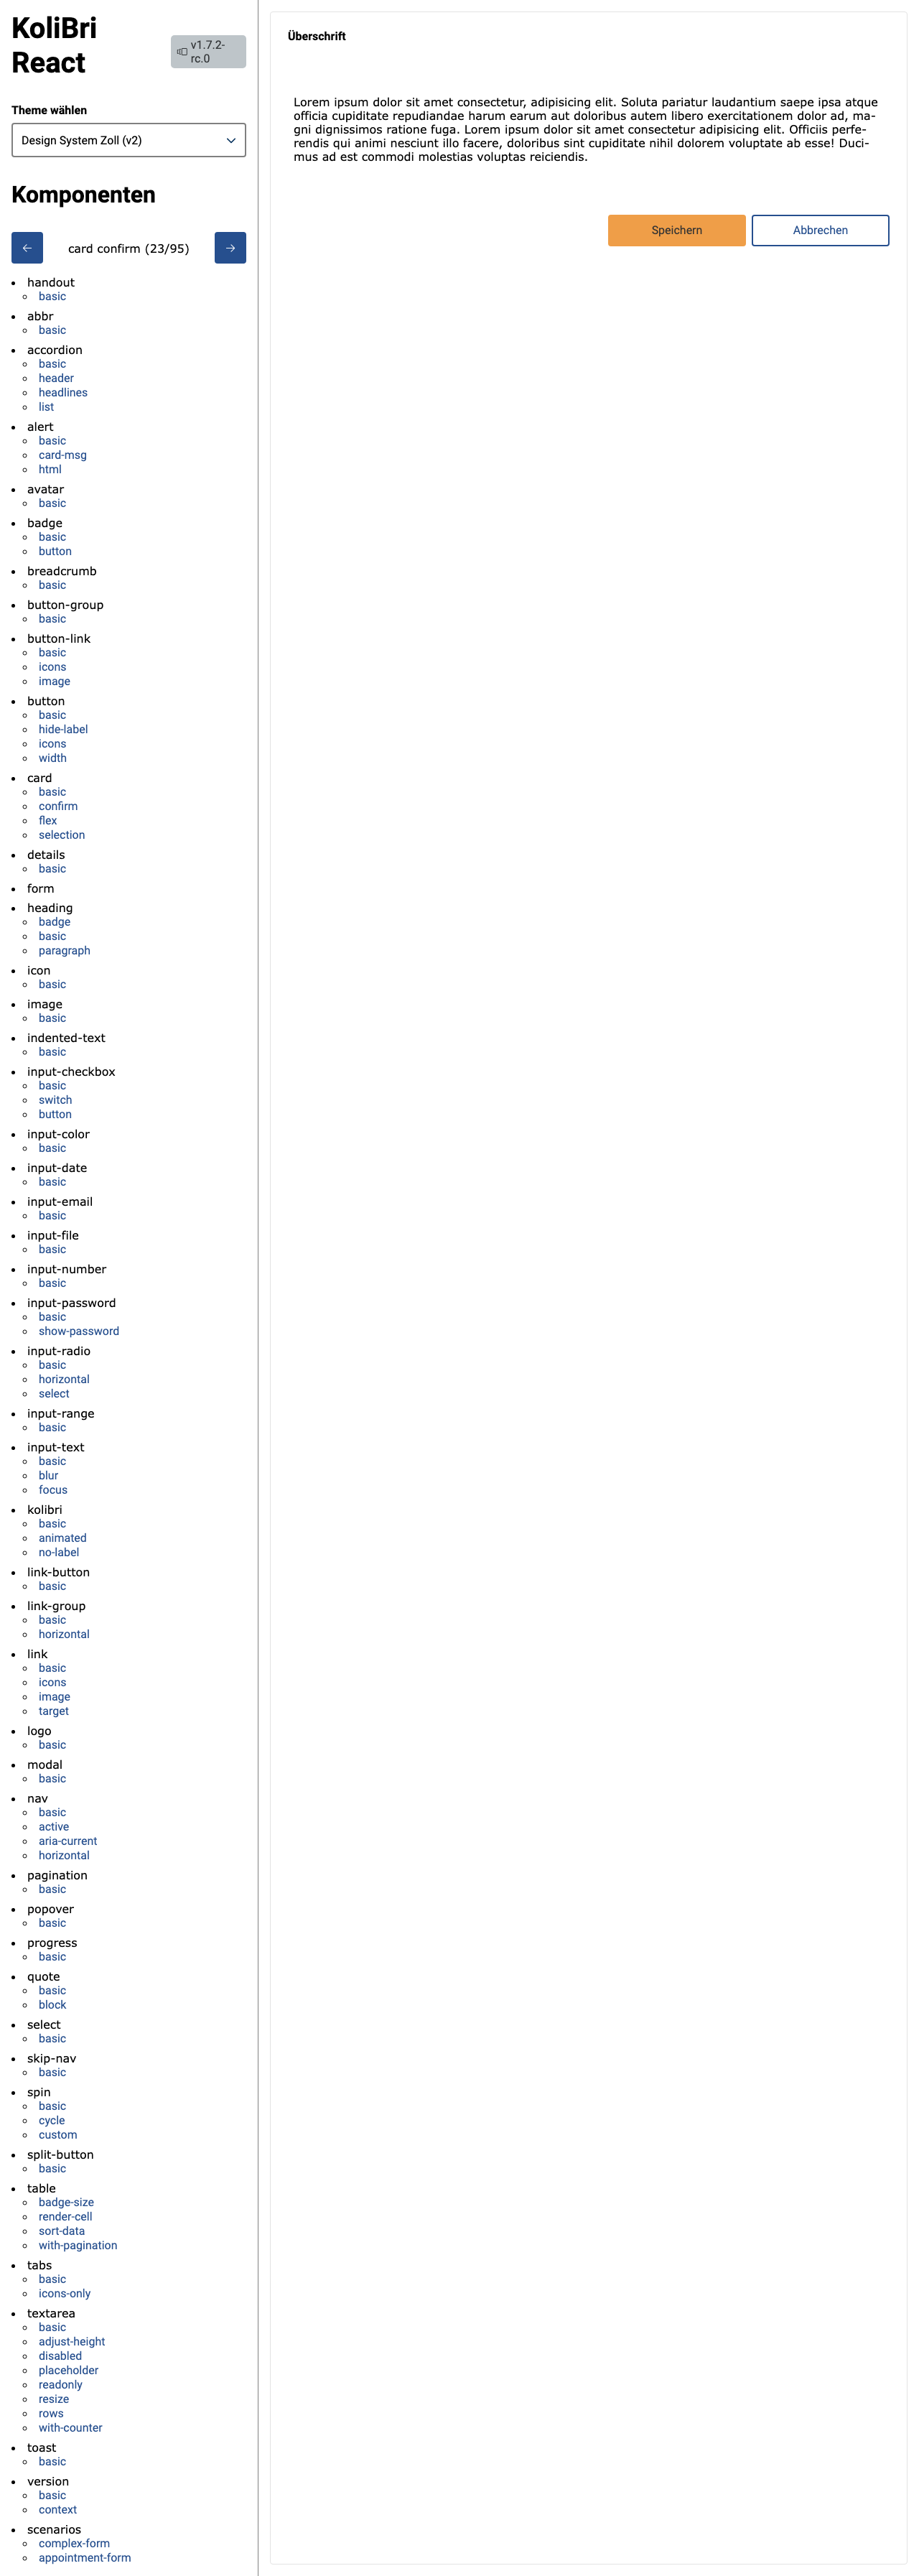 KoliBri
React
v1.7.2-
rc.0
Theme wählen
Design System Zoll (v2)
Komponenten
card confirm (23/95)
handout
basic
abbr
basic
accordion
basic
header
headlines
list
alert
basic
card-msg
html
avatar
basic
badge
basic
button
breadcrumb
basic
button-group
basic
button-link
basic
icons
image
button
basic
hide-label
icons
width
card
basic
confirm
flex
selection
details
basic
form
heading
badge
basic
paragraph
icon
basic
image
basic
indented-text
basic
input-checkbox
basic
switch
button
input-color
basic
input-date
basic
input-email
basic
input-file
basic
input-number
basic
input-password
basic
show-password
input-radio
basic
horizontal
select
input-range
basic
input-text
basic
blur
focus
kolibri
basic
animated
no-label
link-button
basic
link-group
basic
horizontal
link
basic
icons
image
target
logo
basic
modal
basic
nav
basic
active
aria-current
horizontal
pagination
basic
popover
basic
progress
basic
quote
basic
block
select
basic
skip-nav
basic
spin
basic
cycle
custom
split-button
basic
table
badge-size
render-cell
sort-data
with-pagination
tabs
basic
icons-only
textarea
basic
adjust-height
disabled
placeholder
readonly
resize
rows
with-counter
toast
basic
version
basic
context
scenarios
complex-form
appointment-form
Überschrift
Lorem ipsum dolor sit amet consectetur, adipisicing elit. Soluta pariatur laudantium saepe ipsa atque
officia cupiditate repudiandae harum earum aut doloribus autem libero exercitationem dolor ad, ma-
gni dignissimos ratione fuga. Lorem ipsum dolor sit amet consectetur adipisicing elit. Officiis perfe-
rendis qui animi nesciunt illo facere, doloribus sint cupiditate nihil dolorem voluptate ab esse! Duci-
mus ad est commodi molestias voluptas reiciendis.
Speichern
Abbrechen